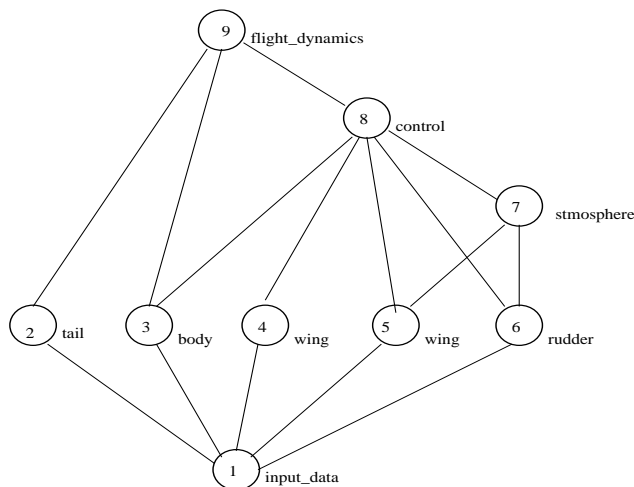 9
flight_dynamics
8
control
7
stmosphere
2 tail
3 body
4 wing
5 wing
6 rudder
1 input_data